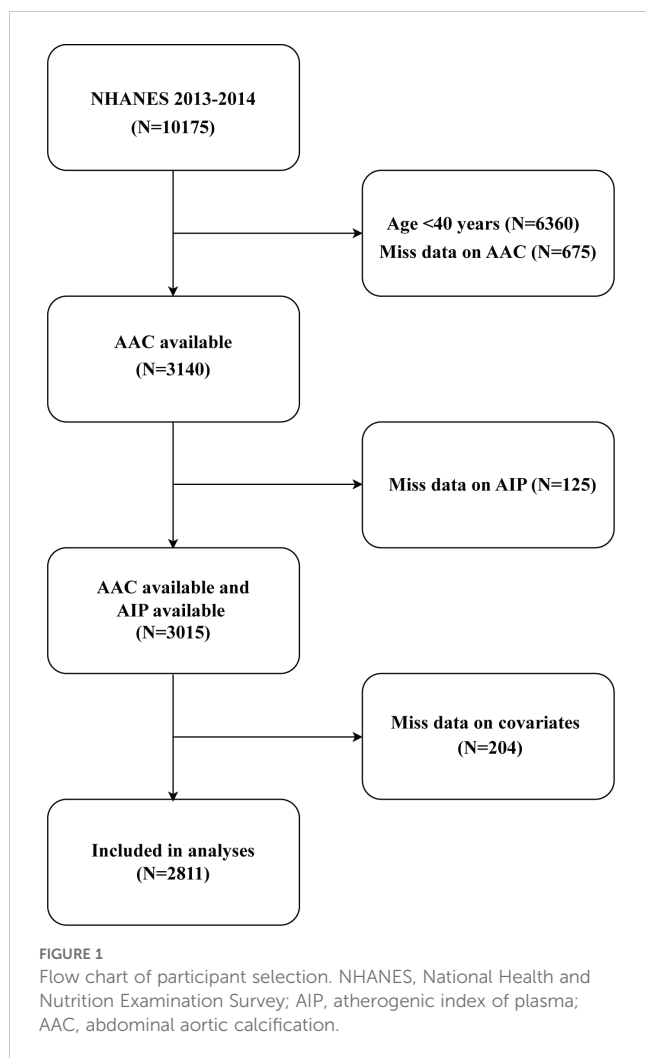 NHANES 2013-2014
(N=10175)
Age <40 years (N=6360)
Miss data on AAC (N=675)
AAC available
(N=3140)
Miss data on AIP (N=125)
AAC available and
AIP available
(N=3015)
Miss data on covariates
(N=204)
Included in analyses
(N=2811)
FIGURE 1
Flow chart of participant selection. NHANES, National Health and
Nutrition Examination Survey; AIP, atherogenic index of plasma;
AAC, abdominal aortic calcification.